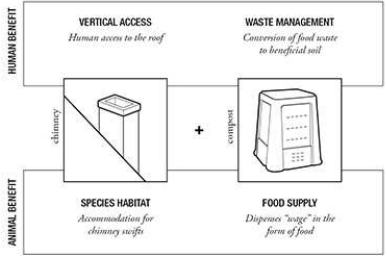 HUMAN BENEFIT
VERTICAL ACCESS
Human access to the roof
WASTE MANAGEMENT
Conversion of food waste
to beneficial soil
chimney
+
compost
ANIMAL BENEFIT
SPECIES HABITAT
Accommodation for
chimney swifts
FOOD SUPPLY
Dispenses "wage" in the
form of food